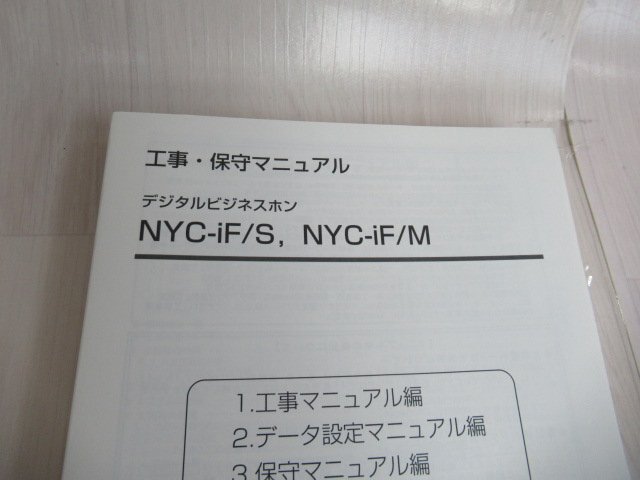 工事・保守マニュアル
デジタルビジネスホン
NYC-iF/S, NYC-iF/M
1.工事マニュアル編
2.データ設定マニュアル編
3.保守マニュアル編